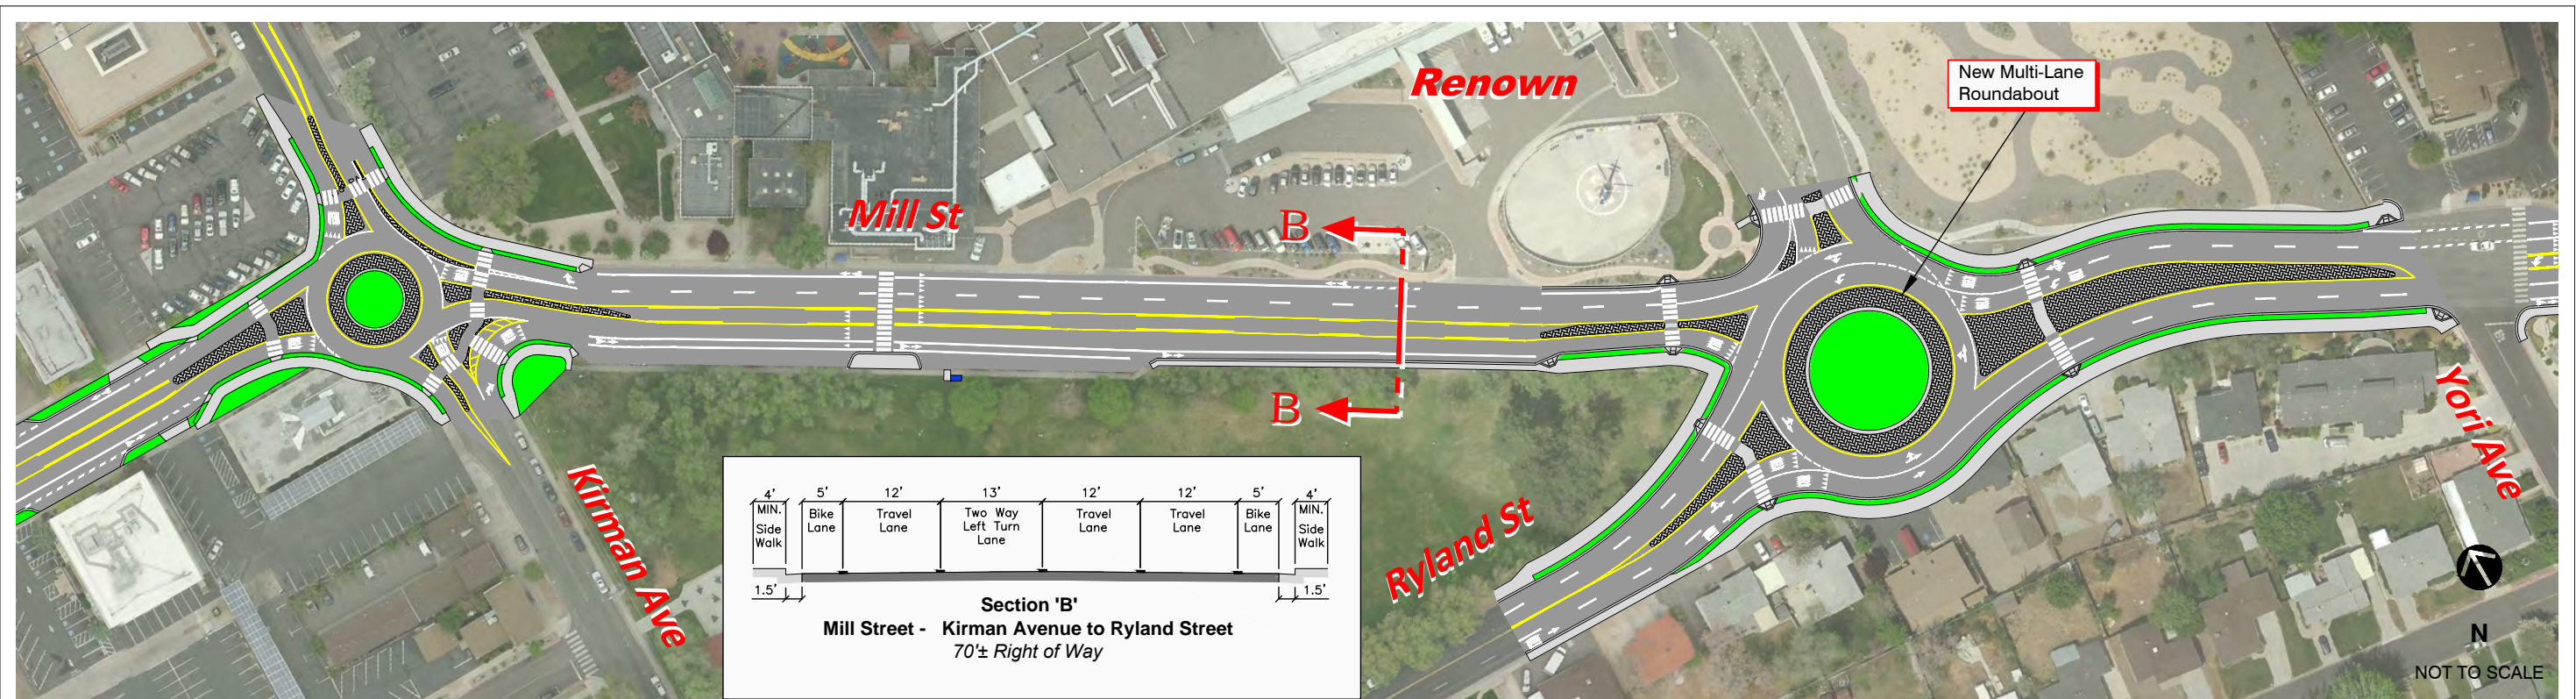 Renown
New Multi-Lane
Roundabout
Mill St
B
B
Kirman Ave
Ryland St
Yori Ave
4' 5' 12' 13' 12' 12' 5' 4'
MIN.
Side
Walk
Bike
Lane
Travel
Lane
Two Way
Left Turn
Lane
Travel
Lane
Travel
Lane
Bike
Lane
MIN.
Side
Walk
1.5' 1.5'
Section 'B'
Mill Street - Kirman Avenue to Ryland Street
70'± Right of Way
N
NOT TO SCALE